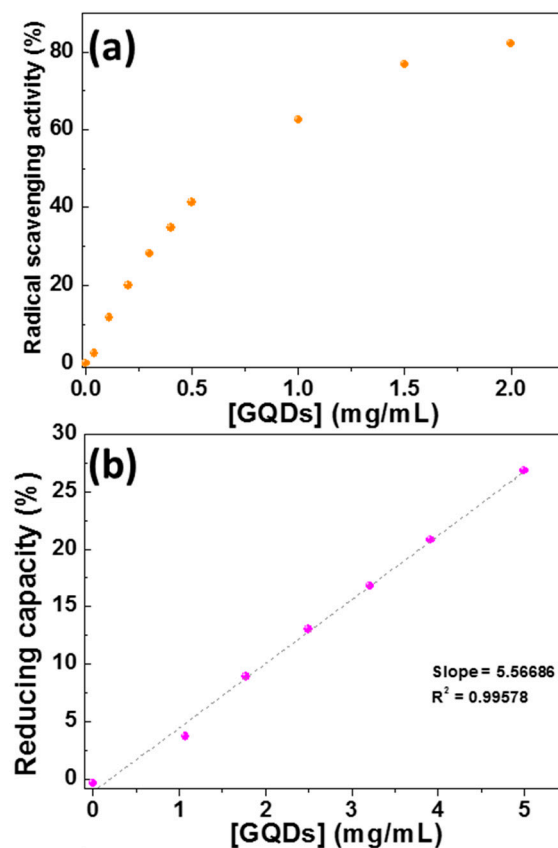 (a)
Radical scavenging activity (%)
80
60
40
20
0
0.0 0.5 1.0 1.5 2.0
[GQDs] (mg/mL)
(b)
Reducing capacity (%)
30
25
20
15
10
5
0
Slope = 5.56686
R² = 0.99578
0 1 2 3 4 5
[GQDs] (mg/mL)